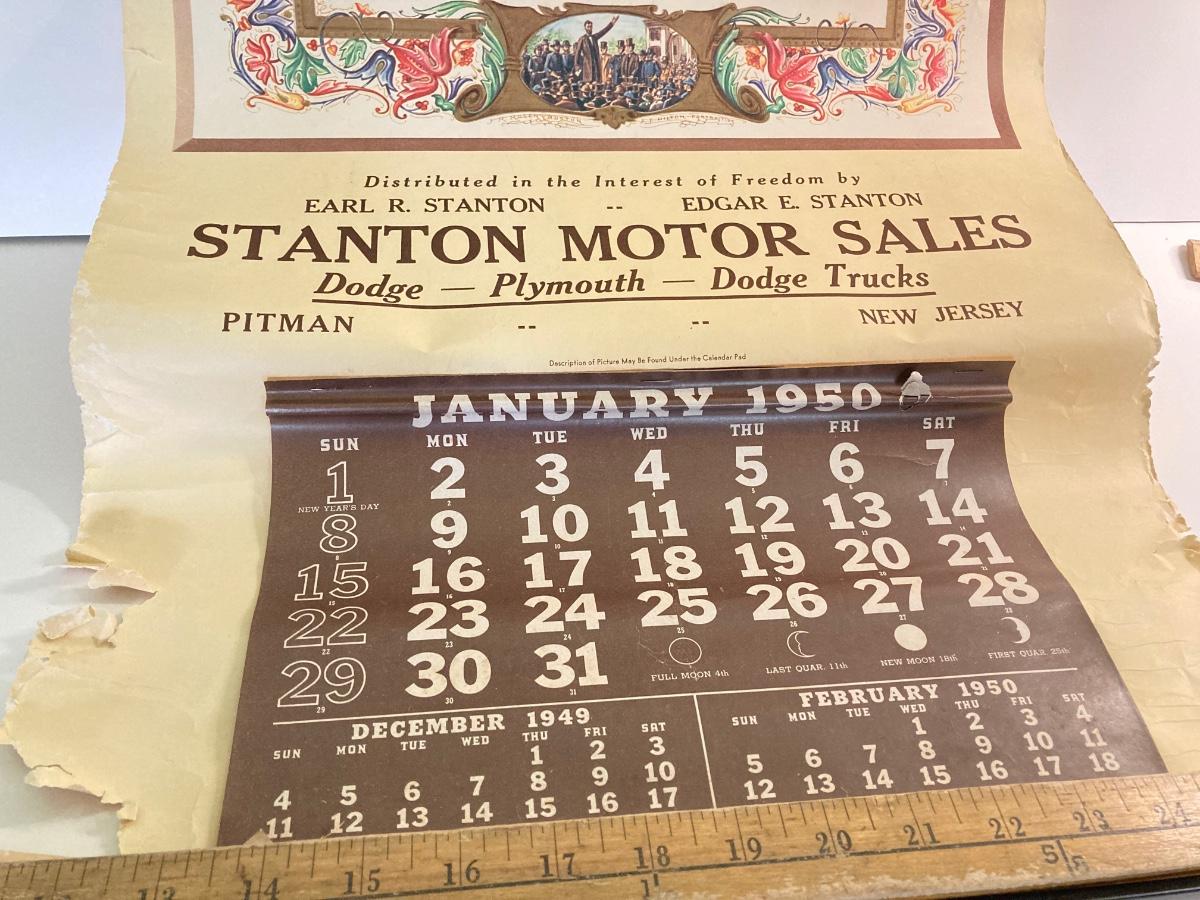 Distributed in the Interest of Freedom by
EARL R. STANTON -- EDGAR E. STANTON
STANTON MOTOR SALES
Dodge — Plymouth — Dodge Trucks
PITMAN -- -- NEW JERSEY
Description of Picture May Be Found Under the Calendar Pad
JANUARY 1950
SUN MON TUE WED THU FRI SAT
1 2 3 4 5 6 7
NEW YEAR'S DAY
8 9 10 11 12 13 14
15 16 17 18 19 20 21
22 23 24 25 26 27 28
29 30 31
FULL MOON 4th LAST QUAR. 11th NEW MOON 18th FIRST QUAR. 25th
DECEMBER 1949
SUN MON TUE WED THU FRI SAT
1 2 3
4 5 6 7 8 9 10
11 12 13 14 15 16 17
FEBRUARY 1950
SUN MON TUE WED THU FRI SAT
1 2 3 4
5 6 7 8 9 10 11
12 13 14 15 16 17 18
13 14 15 16 17 18 19 20 21 22 23 24
1'